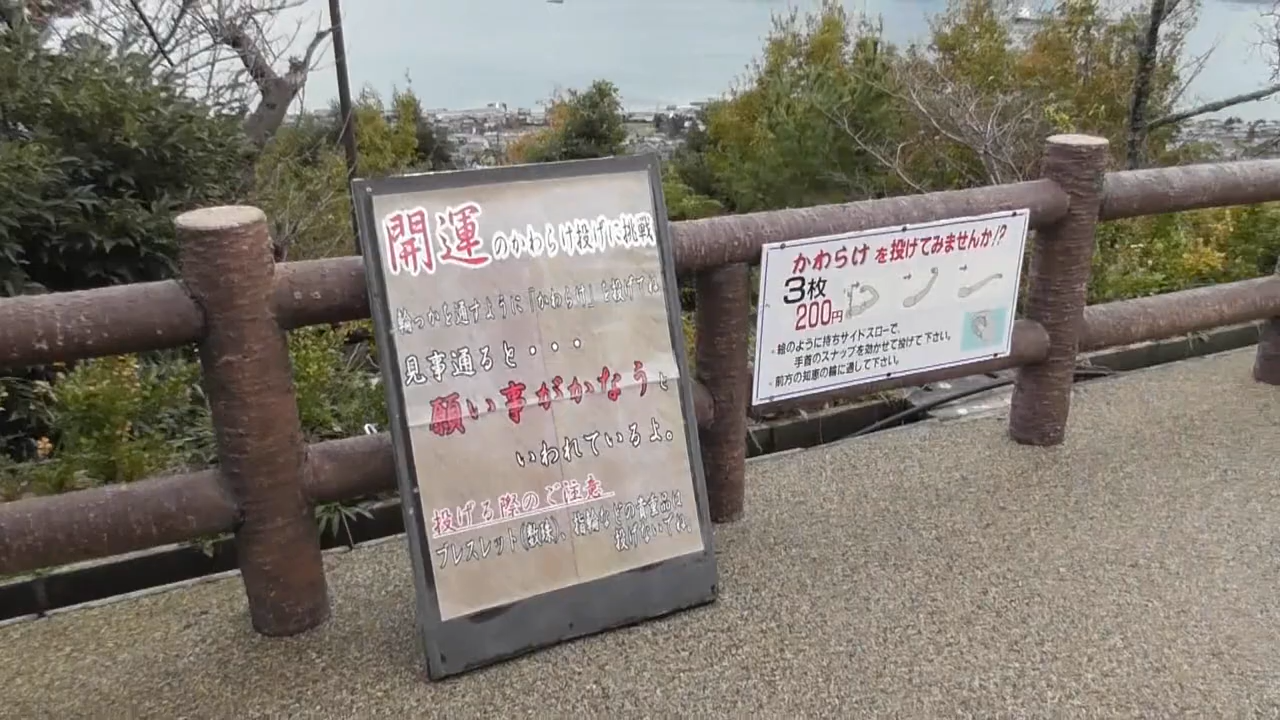 開運のかわらけ投げに挑戦
輪っかを通すように「かわらけ」を投げてね
見事通ると・・・
願い事がかなうと
いわれているよ。
投げる際のご注意
ブレスレット(数珠)、指輪などの貴重品は
投げないでね。
かわらけを投げてみませんか!?
3枚
200円
・絵のように持ちサイドスローで、
手首のスナップを効かせて投げて下さい。
・前方の知恵の輪に通して下さい。